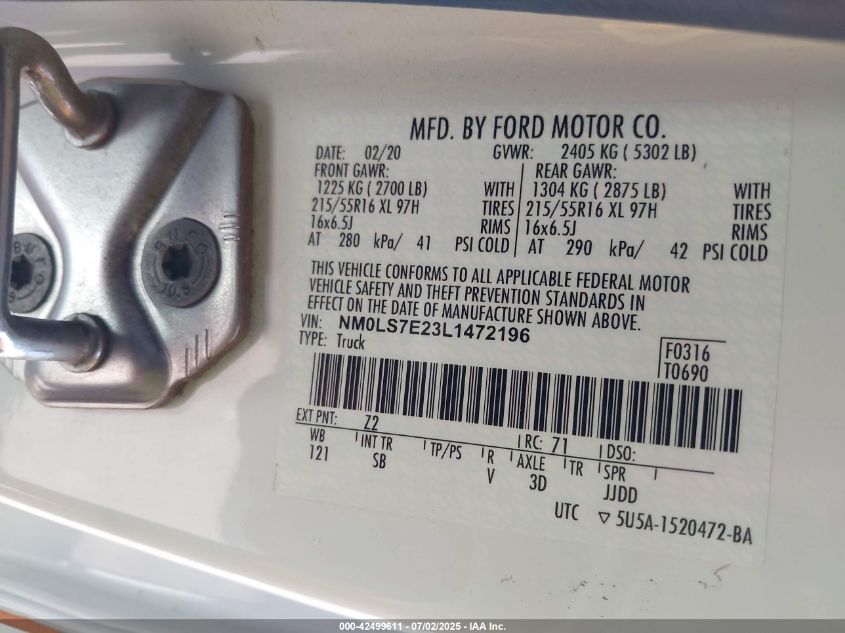 MFD. BY FORD MOTOR CO.
DATE: 02/20 GVWR: 2405 KG ( 5302 LB)
FRONT GAWR: REAR GAWR:
1225 KG ( 2700 LB) WITH 1304 KG ( 2875 LB) WITH
215/55R16 XL 97H TIRES 215/55R16 XL 97H TIRES
16x6.5J RIMS 16x6.5J RIMS
AT 280 kPa/ 41 PSI COLD AT 290 kPa/ 42 PSI COLD
THIS VEHICLE CONFORMS TO ALL APPLICABLE FEDERAL MOTOR
VEHICLE SAFETY AND THEFT PREVENTION STANDARDS IN
EFFECT ON THE DATE OF MANUFACTURE SHOWN ABOVE.
VIN: NM0LS7E23L1472196
TYPE: Truck
F0316
T0690
EXT PNT: Z2 RC: 71 DSO:
WB INT TR TP/PS R AXLE TR SPR
121 SB V 3D JJDD
UTC ▽ 5U5A-1520472-BA
000-42499611 - 07/02/2025 - IAA Inc.